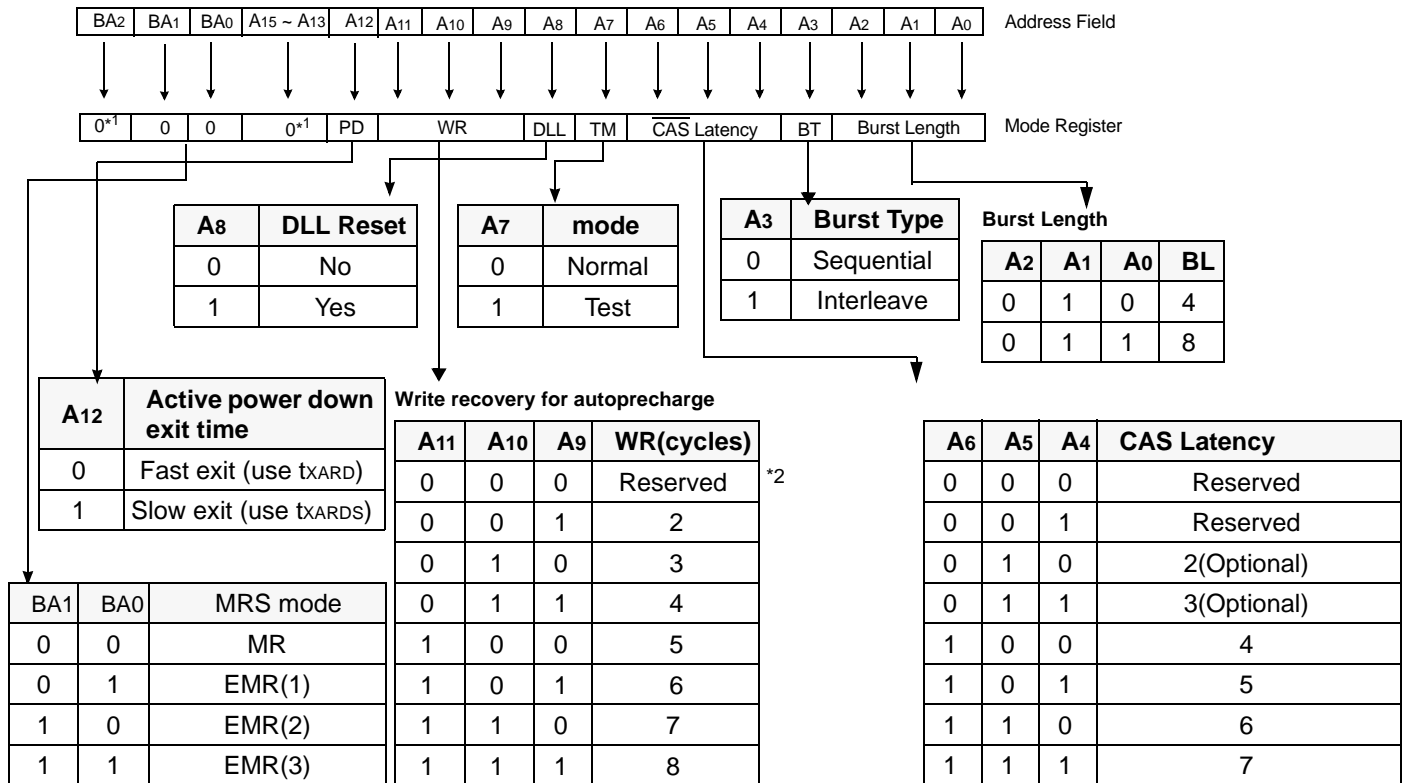 BA2 BA1 BA0 A15 ~ A13 A12 A11 A10 A9 A8 A7 A6 A5 A4 A3 A2 A1 A0 Address Field
0*1 0 0 0*1 PD WR DLL TM CAS Latency BT Burst Length Mode Register
A8 DLL Reset
0 No
1 Yes
A7 mode
0 Normal
1 Test
A3 Burst Type
0 Sequential
1 Interleave
Burst Length
A2 A1 A0 BL
0 1 0 4
0 1 1 8
A12 Active power down
exit time
0 Fast exit (use tXARD)
1 Slow exit (use tXARDS)
Write recovery for autoprecharge
A11 A10 A9 WR(cycles)
0 0 0 Reserved *2
0 0 1 2
0 1 0 3
0 1 1 4
1 0 0 5
1 0 1 6
1 1 0 7
1 1 1 8
A6 A5 A4 CAS Latency
0 0 0 Reserved
0 0 1 Reserved
0 1 0 2(Optional)
0 1 1 3(Optional)
1 0 0 4
1 0 1 5
1 1 0 6
1 1 1 7
BA1 BA0 MRS mode
0 0 MR
0 1 EMR(1)
1 0 EMR(2)
1 1 EMR(3)